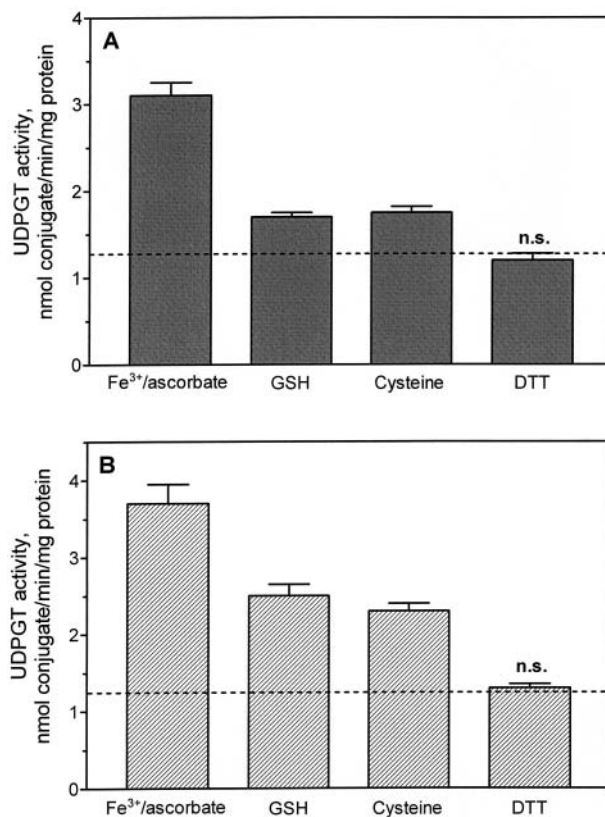 A
UDPGT activity,
nmol conjugate/min/mg protein
4
3
2
1
0
n.s.
Fe³⁺/ascorbate GSH Cysteine DTT
B
UDPGT activity,
nmol conjugate/min/mg protein
4
3
2
1
0
n.s.
Fe³⁺/ascorbate GSH Cysteine DTT